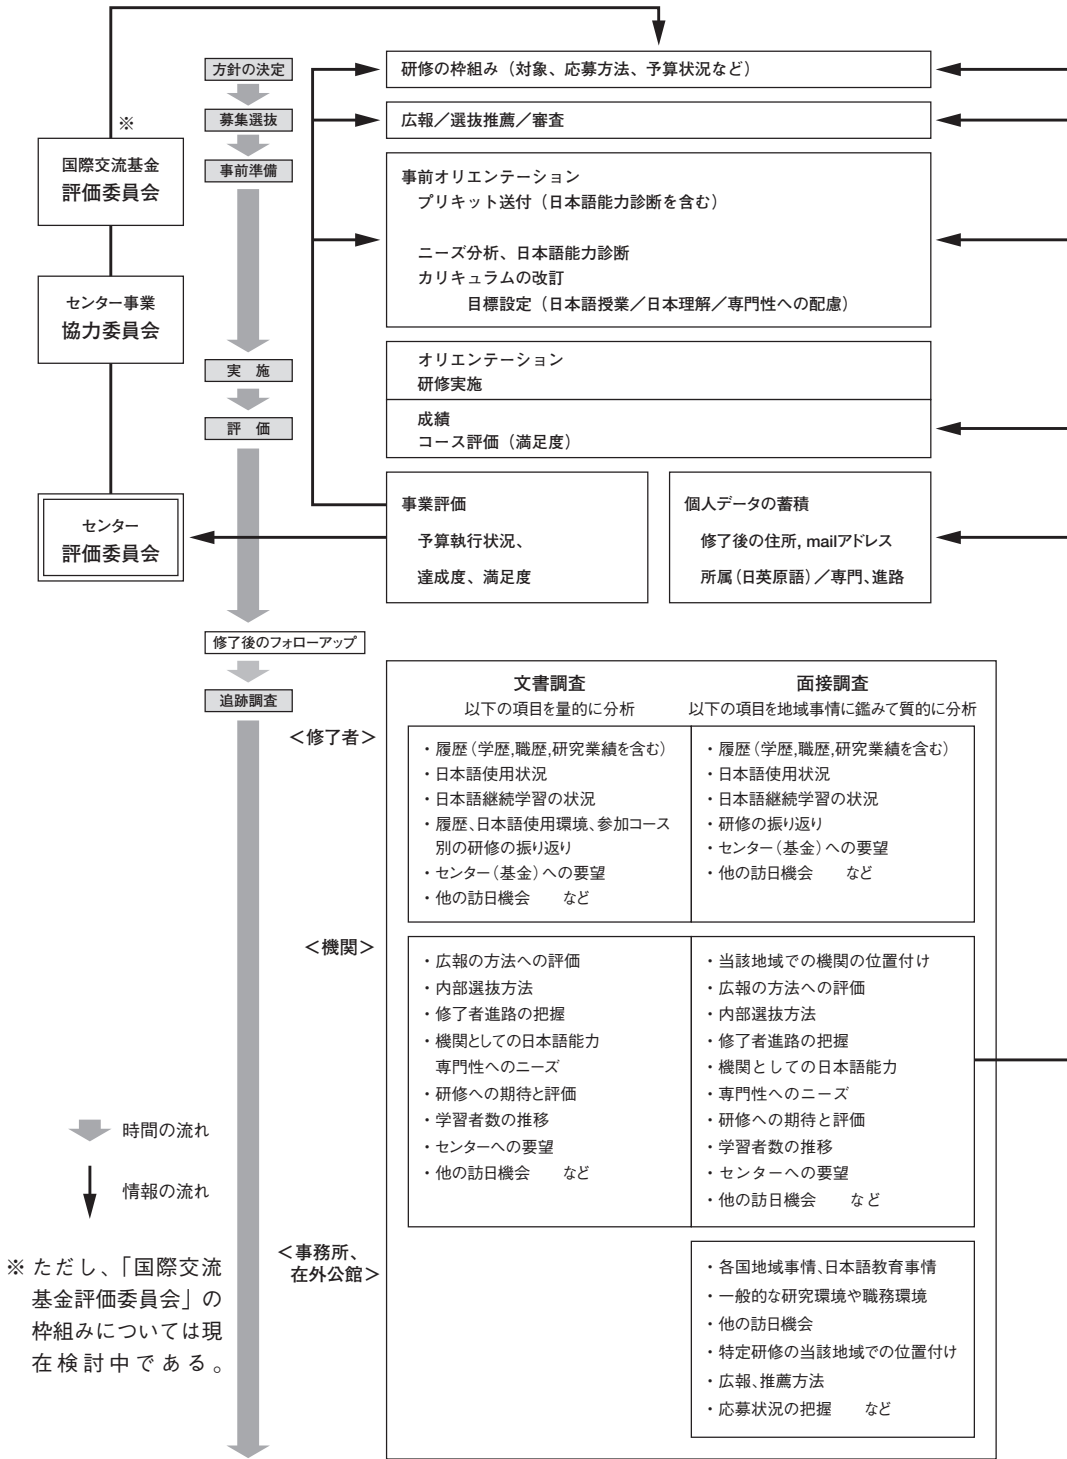 方針の決定
募集選抜
事前準備
実　施
評　価
修了後のフォローアップ
追跡調査
※
国際交流基金
評価委員会
センター事業
協力委員会
センター
評価委員会
研修の枠組み（対象、応募方法、予算状況など）
広報／選抜推薦／審査
事前オリエンテーション
プリキット送付（日本語能力診断を含む）
ニーズ分析、日本語能力診断
カリキュラムの改訂
目標設定（日本語授業／日本理解／専門性への配慮）
オリエンテーション
研修実施
成績
コース評価（満足度）
事業評価
予算執行状況、
達成度、満足度
個人データの蓄積
修了後の住所, mailアドレス
所属（日英原語）／専門、進路
文書調査
以下の項目を量的に分析
面接調査
以下の項目を地域事情に鑑みて質的に分析
＜修了者＞
・履歴（学歴,職歴,研究業績を含む）
・日本語使用状況
・日本語継続学習の状況
・履歴、日本語使用環境、参加コース
別の研修の振り返り
・センター（基金）への要望
・他の訪日機会　　など
・履歴（学歴,職歴,研究業績を含む）
・日本語使用状況
・日本語継続学習の状況
・研修の振り返り
・センター（基金）への要望
・他の訪日機会　　など
＜機関＞
・広報の方法への評価
・内部選抜方法
・修了者進路の把握
・機関としての日本語能力
専門性へのニーズ
・研修への期待と評価
・学習者数の推移
・センターへの要望
・他の訪日機会　　など
・当該地域での機関の位置付け
・広報の方法への評価
・内部選抜方法
・修了者進路の把握
・機関としての日本語能力
・専門性へのニーズ
・研修への期待と評価
・学習者数の推移
・センターへの要望
・他の訪日機会　　など
＜事務所、
在外公館＞
・各国地域事情、日本語教育事情
・一般的な研究環境や職務環境
・他の訪日機会
・特定研修の当該地域での位置付け
・広報、推薦方法
・応募状況の把握　　など
時間の流れ
情報の流れ
※ただし、「国際交流
基金評価委員会」の
枠組みについては現
在検討中である。